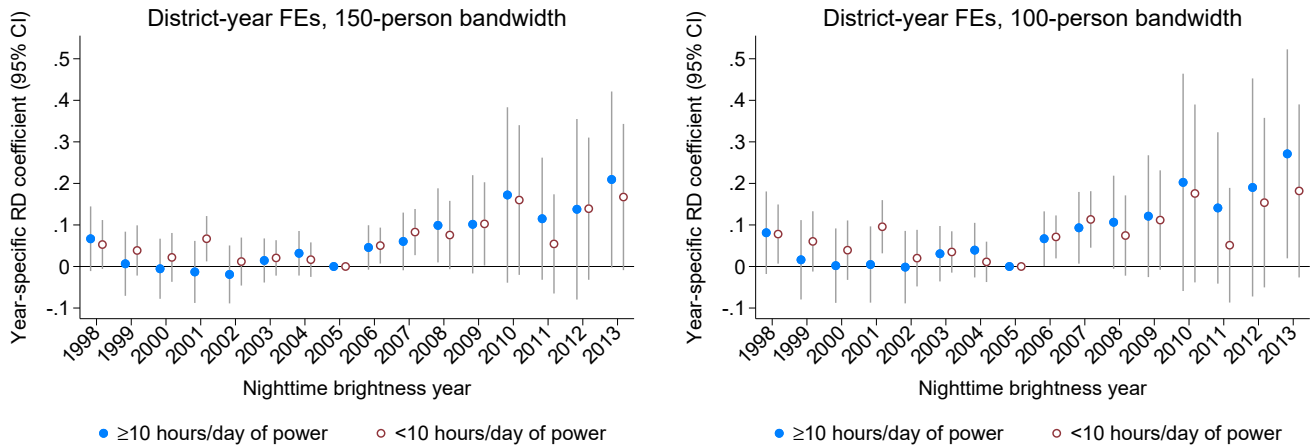 District-year FEs, 150-person bandwidth
Year-specific RD coefficient (95% CI)
.5
.4
.3
.2
.1
0
-.1
1998 1999 2000 2001 2002 2003 2004 2005 2006 2007 2008 2009 2010 2011 2012 2013
Nighttime brightness year
≥10 hours/day of power <10 hours/day of power
District-year FEs, 100-person bandwidth
Year-specific RD coefficient (95% CI)
.5
.4
.3
.2
.1
0
-.1
1998 1999 2000 2001 2002 2003 2004 2005 2006 2007 2008 2009 2010 2011 2012 2013
Nighttime brightness year
≥10 hours/day of power <10 hours/day of power